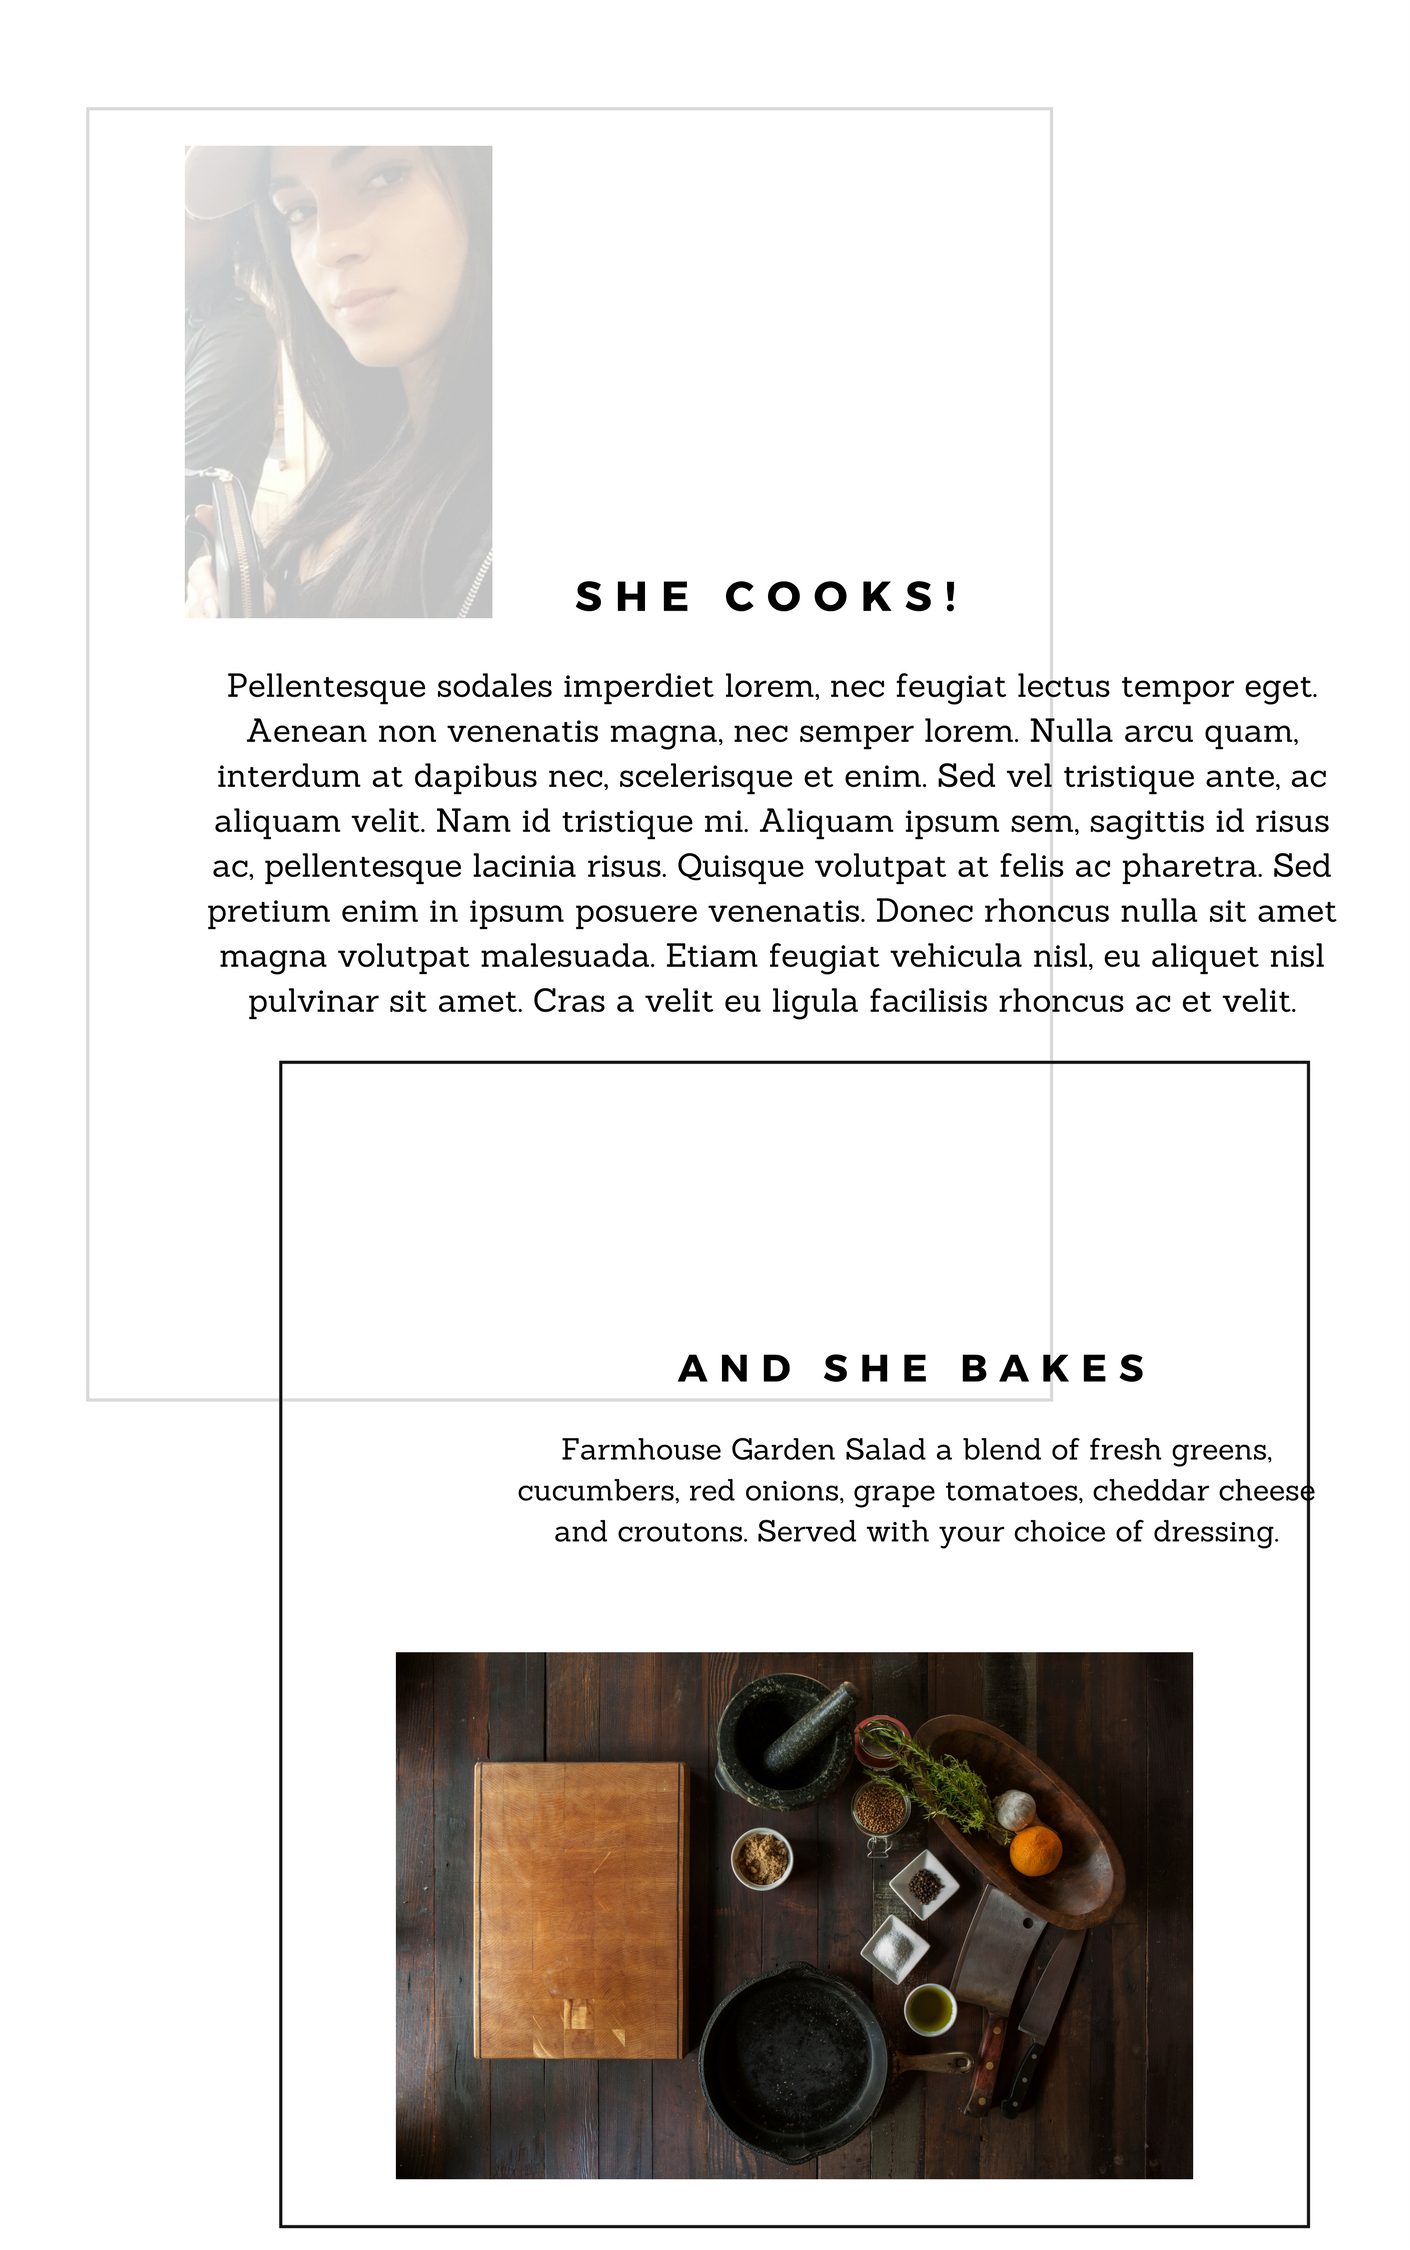 SHE COOKS!
Pellentesque sodales imperdiet lorem, nec feugiat lectus tempor eget.
Aenean non venenatis magna, nec semper lorem. Nulla arcu quam,
interdum at dapibus nec, scelerisque et enim. Sed vel tristique ante, ac
aliquam velit. Nam id tristique mi. Aliquam ipsum sem, sagittis id risus
ac, pellentesque lacinia risus. Quisque volutpat at felis ac pharetra. Sed
pretium enim in ipsum posuere venenatis. Donec rhoncus nulla sit amet
magna volutpat malesuada. Etiam feugiat vehicula nisl, eu aliquet nisl
pulvinar sit amet. Cras a velit eu ligula facilisis rhoncus ac et velit.
AND SHE BAKES
Farmhouse Garden Salad a blend of fresh greens,
cucumbers, red onions, grape tomatoes, cheddar cheese
and croutons. Served with your choice of dressing.